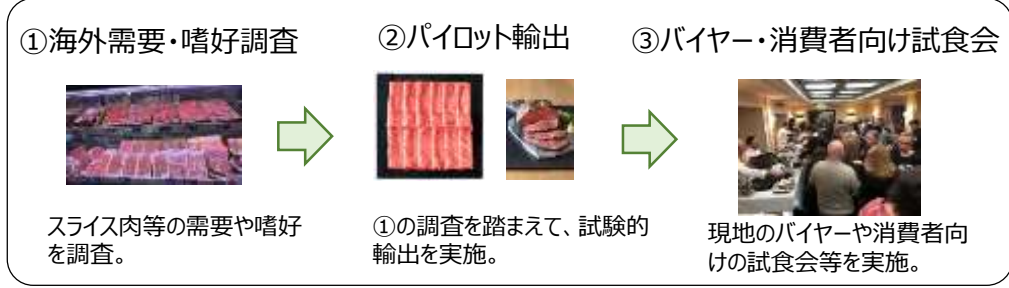 ①海外需要・嗜好調査
②パイロット輸出
③バイヤー・消費者向け試食会
スライス肉等の需要や嗜好
を調査。
①の調査を踏まえて、試験的
輸出を実施。
現地のバイヤーや消費者向
けの試食会等を実施。